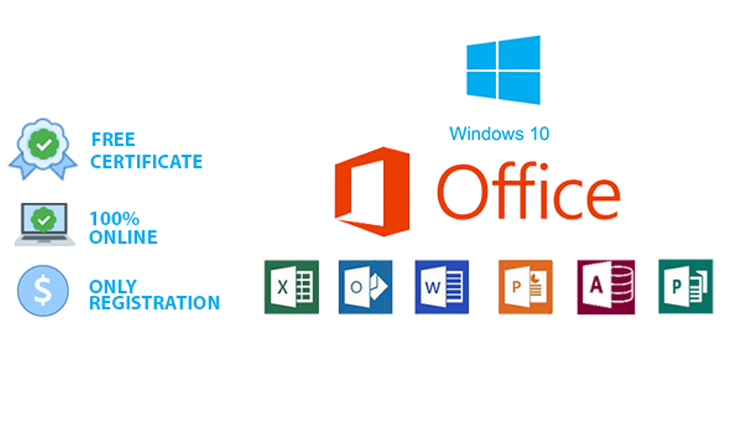 Windows 10
Office
FREE
CERTIFICATE
100%
ONLINE
$
ONLY
REGISTRATION
X
O
W
P
A
P